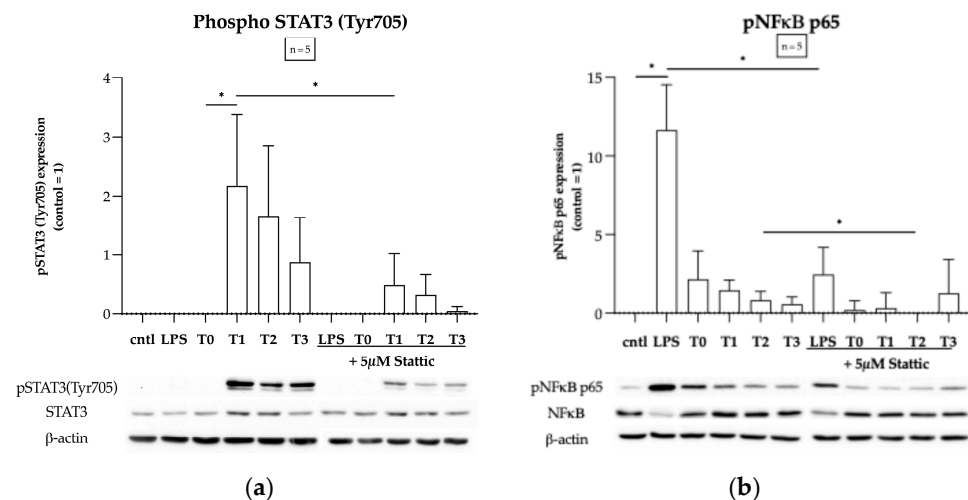 Phospho STAT3 (Tyr705)
n = 5
pSTAT3 (Tyr705) expression
(control = 1)
4
3
2
1
0
*
*
cntl LPS T0 T1 T2 T3 LPS T0 T1 T2 T3
+ 5µM Stattic
pSTAT3(Tyr705)
STAT3
β-actin
(a)
pNFκB p65
n = 5
pNFκB p65 expression
(control = 1)
15
10
5
0
*
*
*
cntl LPS T0 T1 T2 T3 LPS T0 T1 T2 T3
+ 5µM Stattic
pNFκB p65
NFκB
β-actin
(b)